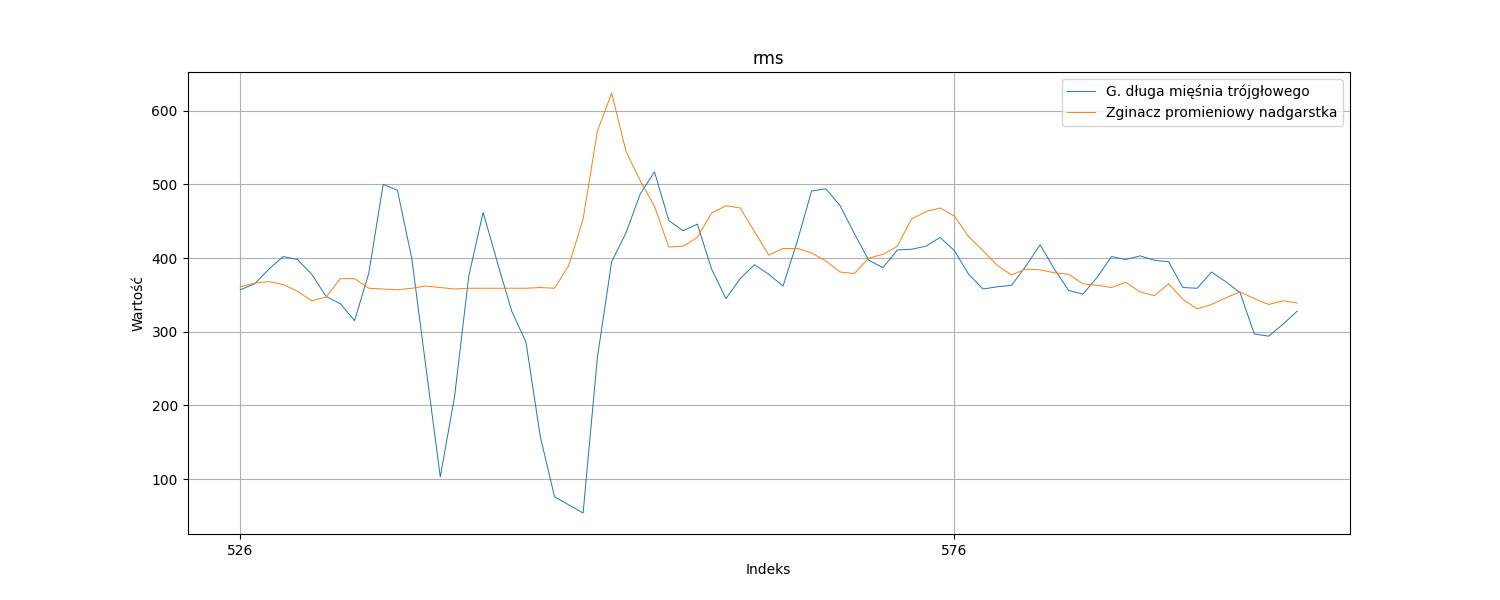 rms
G. długa mięśnia trójgłowego
Zginacz promieniowy nadgarstka
600
500
400
300
200
100
Wartość
526
576
Indeks